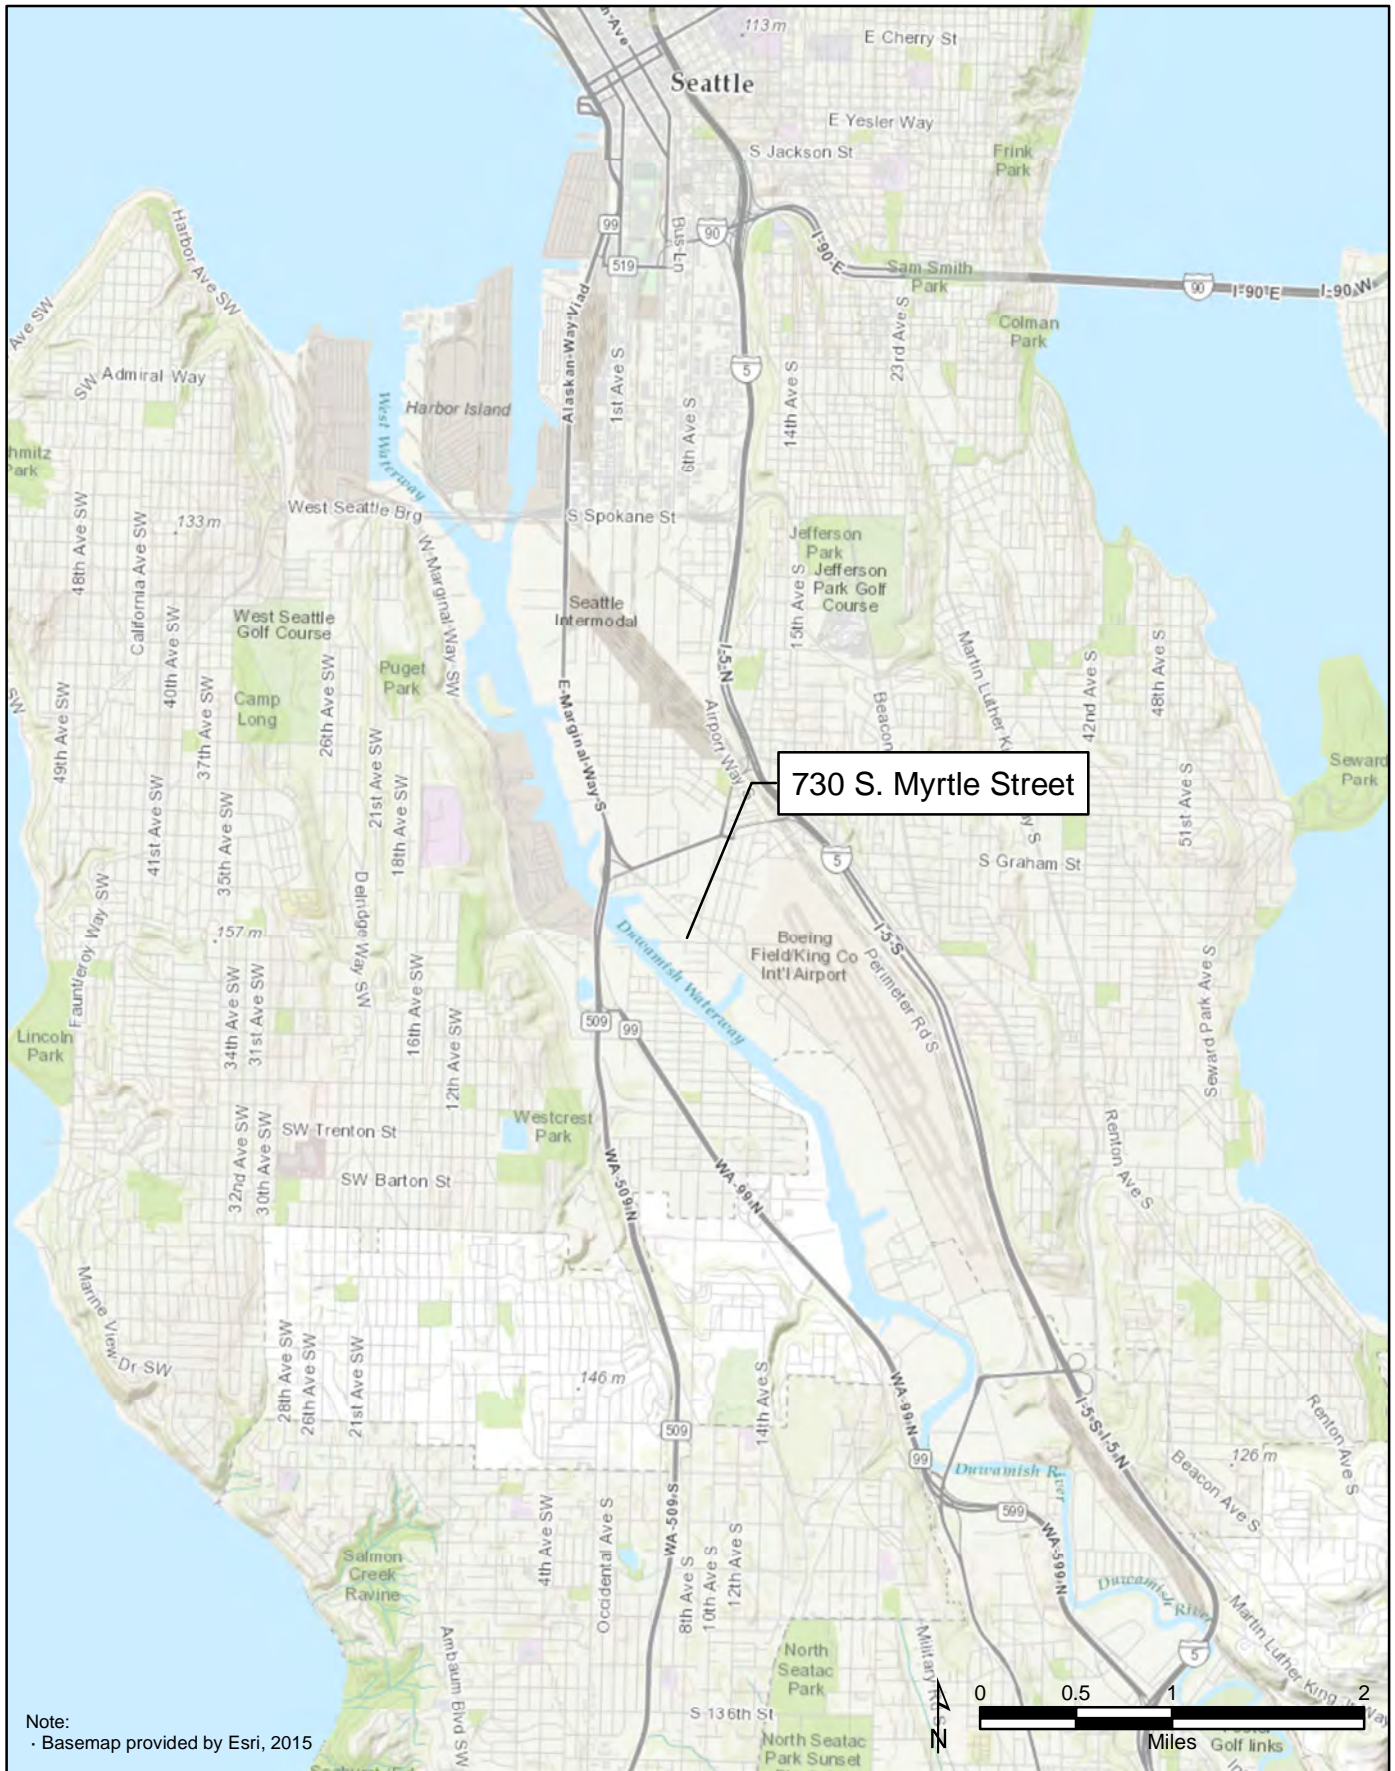 113 m
E Cherry St
Seattle
E Yesler Way
S Jackson St
Frink
Park
Harbor Ave SW
99
Bus Ln
90
I-90-E
519
Sam Smith
Park
90
I-90-E
I-90-W
Ave SW
Alaskan-Way-Viad
Colman
Park
23rd Ave S
1st Ave S
5
14th Ave S
SW Admiral Way
West Waterway
Harbor Island
6th Ave S
Park
133 m
West Seattle Brg
S Spokane St
48th Ave SW
California Ave SW
W-Marginal-Way-SW
Jefferson
Park
Jefferson
Park Golf
Course
15th Ave S
Seattle
Intermodal
West Seattle
Golf Course
40th Ave SW
Puget
Park
I-5-N
48th Ave S
42nd Ave S
49th Ave SW
37th Ave SW
Camp
Long
26th Ave SW
E-Marginal-Way-S
Airport Way
Beacon
SW
21st Ave SW
730 S. Myrtle Street
Seward
Park
41st Ave SW
35th Ave SW
18th Ave SW
51st Ave S
5
S Graham St
Fauntleroy Way SW
Delridge Way SW
157 m
Duwamish Waterway
Boeing
Field/King Co
Int'l Airport
I-5-S
Perimeter Rd S
Seward Park Ave S
34th Ave SW
31st Ave SW
16th Ave SW
12th Ave SW
509
99
Lincoln
Park
Westcrest
Park
32nd Ave SW
30th Ave SW
SW Trenton St
SW Barton St
WA-509-N
WA-99-N
Renton Ave S
Marine View Dr SW
28th Ave SW
26th Ave SW
21st Ave SW
146 m
14th Ave S
WA-99-N
I-5-S
I-5-N
Renton Ave S
509
99
Duwamish River
126 m
Beacon Ave S
WA-509-S
599
WA-599-N
4th Ave SW
Occidental Ave S
8th Ave S
10th Ave S
12th Ave S
Salmon
Creek
Ravine
Duwamish River
5
Ambaum Blvd SW
North
Seatac
Park
Military Rd S
S 136th St
North Seatac
Park Sunset
Golf links
0 0.5 1 2
Miles
N
Note:
· Basemap provided by Esri, 2015